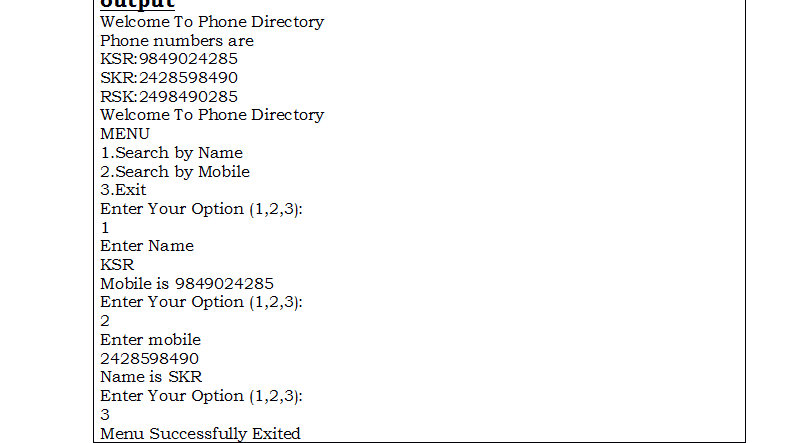 Output
Welcome To Phone Directory
Phone numbers are
KSR:9849024285
SKR:2428598490
RSK:2498490285
Welcome To Phone Directory
MENU
1.Search by Name
2.Search by Mobile
3.Exit
Enter Your Option (1,2,3):
1
Enter Name
KSR
Mobile is 9849024285
Enter Your Option (1,2,3):
2
Enter mobile
2428598490
Name is SKR
Enter Your Option (1,2,3):
3
Menu Successfully Exited